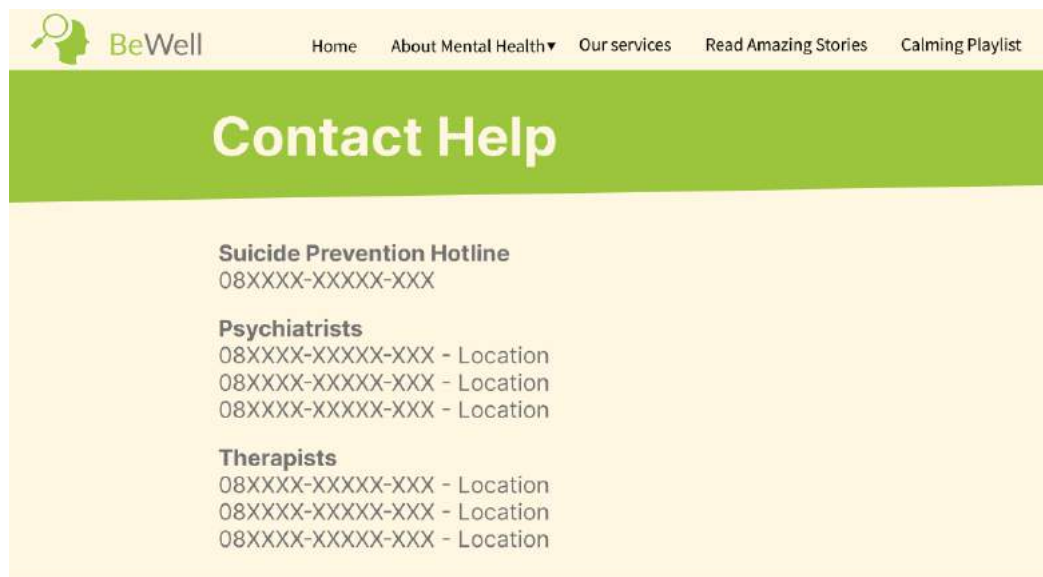 BeWell
Home About Mental Health▼ Our services Read Amazing Stories Calming Playlist
Contact Help
Suicide Prevention Hotline
08XXXX-XXXXX-XXX
Psychiatrists
08XXXX-XXXXX-XXX - Location
08XXXX-XXXXX-XXX - Location
08XXXX-XXXXX-XXX - Location
Therapists
08XXXX-XXXXX-XXX - Location
08XXXX-XXXXX-XXX - Location
08XXXX-XXXXX-XXX - Location